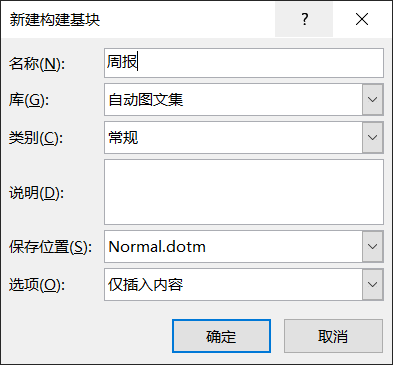 新建构建基块
?
名称(N): 周报
库(G): 自动图文集
类别(C): 常规
说明(D):
保存位置(S): Normal.dotm
选项(O): 仅插入内容
确定 取消